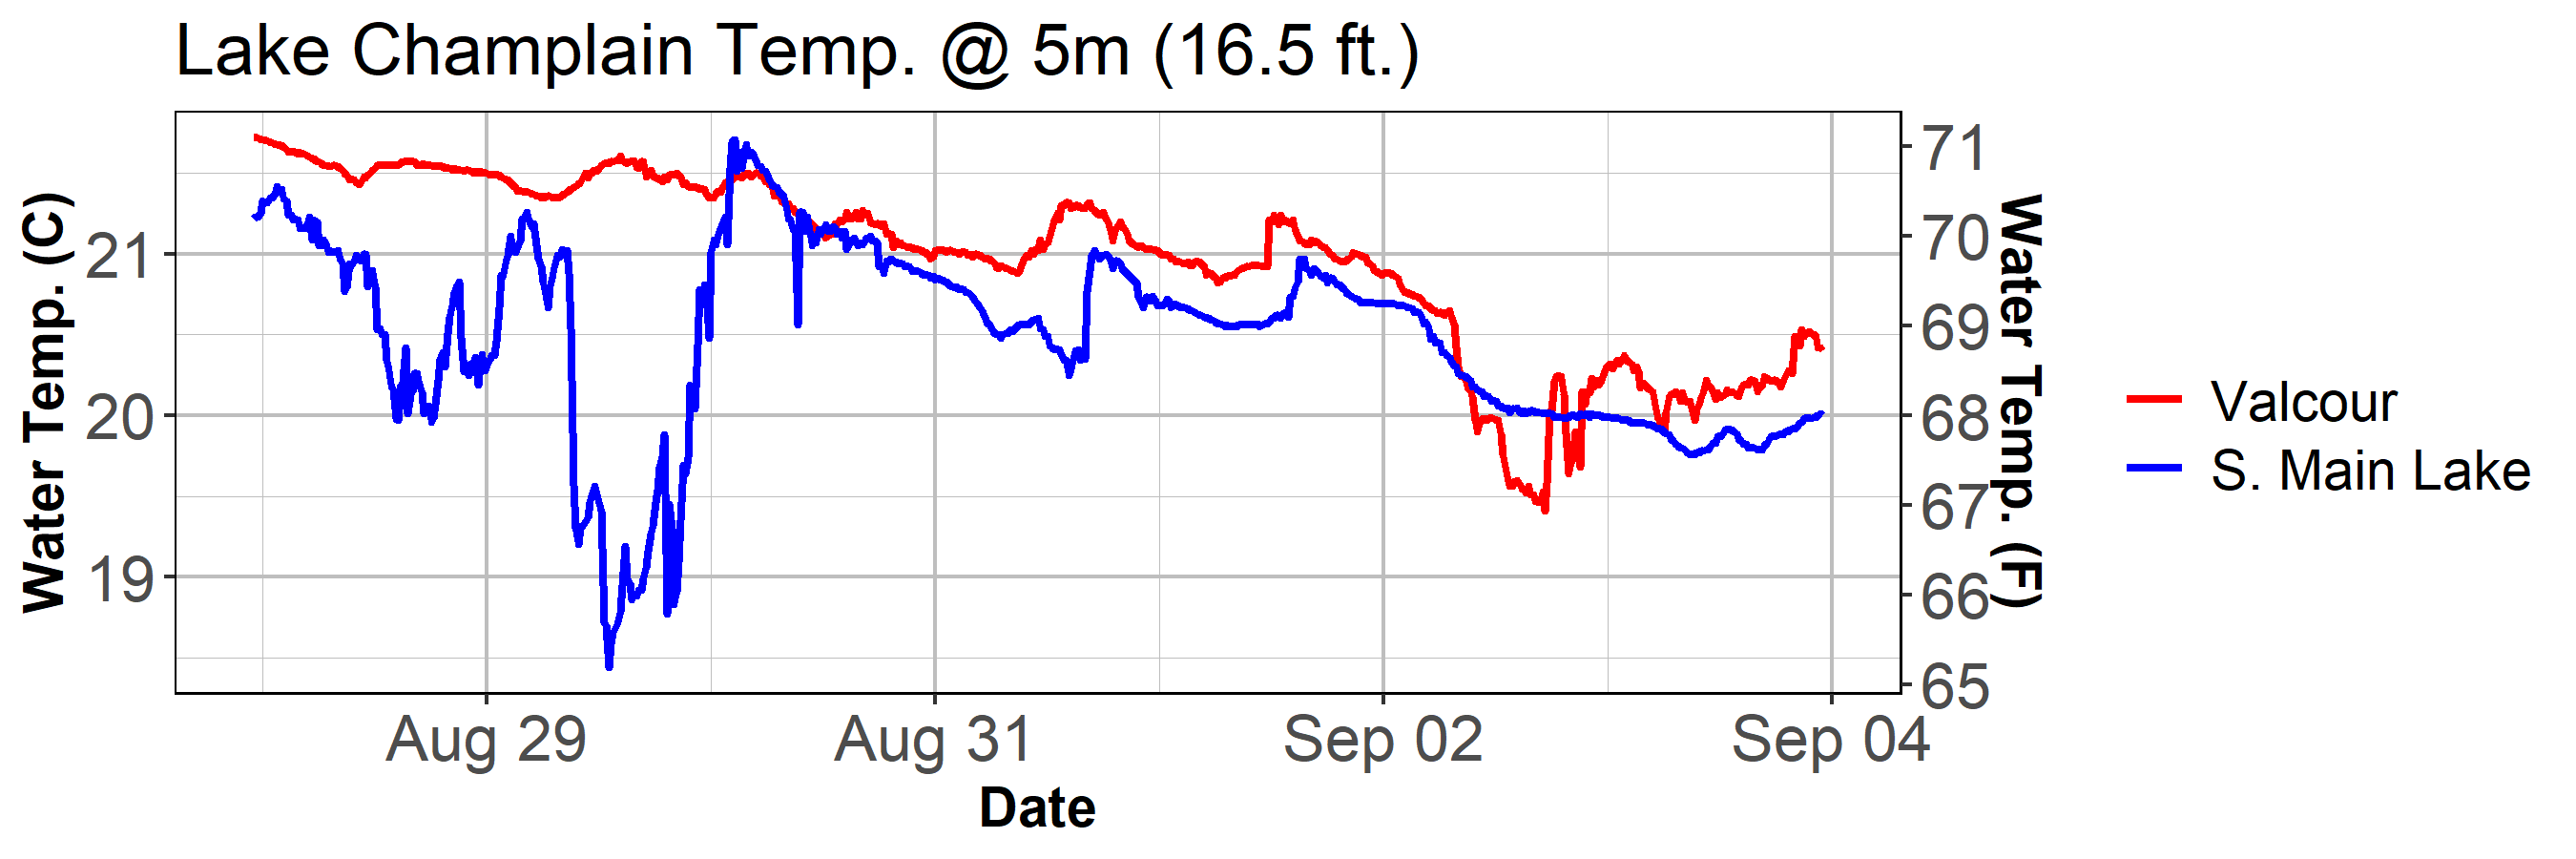 Lake Champlain Temp. @ 5m (16.5 ft.)
Water Temp. (C)
21
20
19
71
70
69
68
67
66
65
Water Temp. (F)
Aug 29
Aug 31
Sep 02
Sep 04
Date
Valcour
S. Main Lake